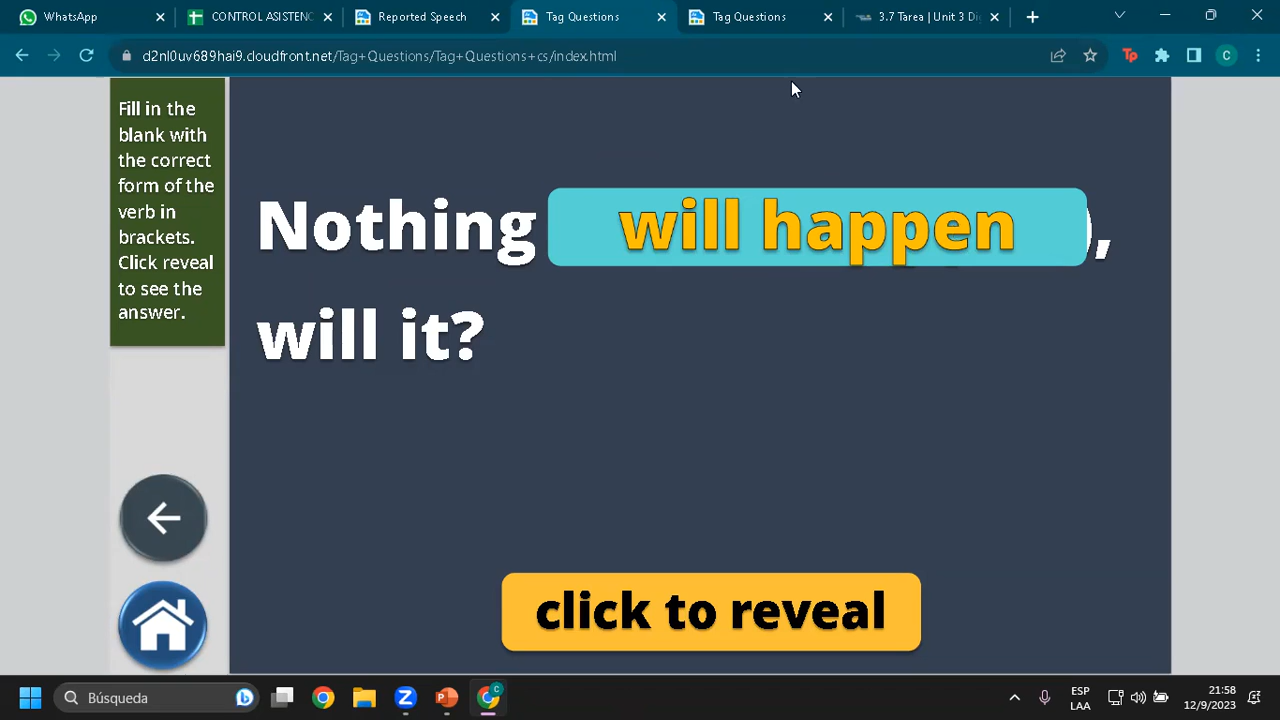 WhatsApp
CONTROL ASISTENC
Reported Speech
Tag Questions
Tag Questions
3.7 Tarea | Unit 3 Di
d2nl0uv689hai9.cloudfront.net/Tag+Questions/Tag+Questions+cs/index.html
Tp
C
Fill in the
blank with
the correct
form of the
verb in
brackets.
Click reveal
to see the
answer.
Nothing will happen ),
will it?
click to reveal
Búsqueda
ESP
LAA
21:58
12/9/2023